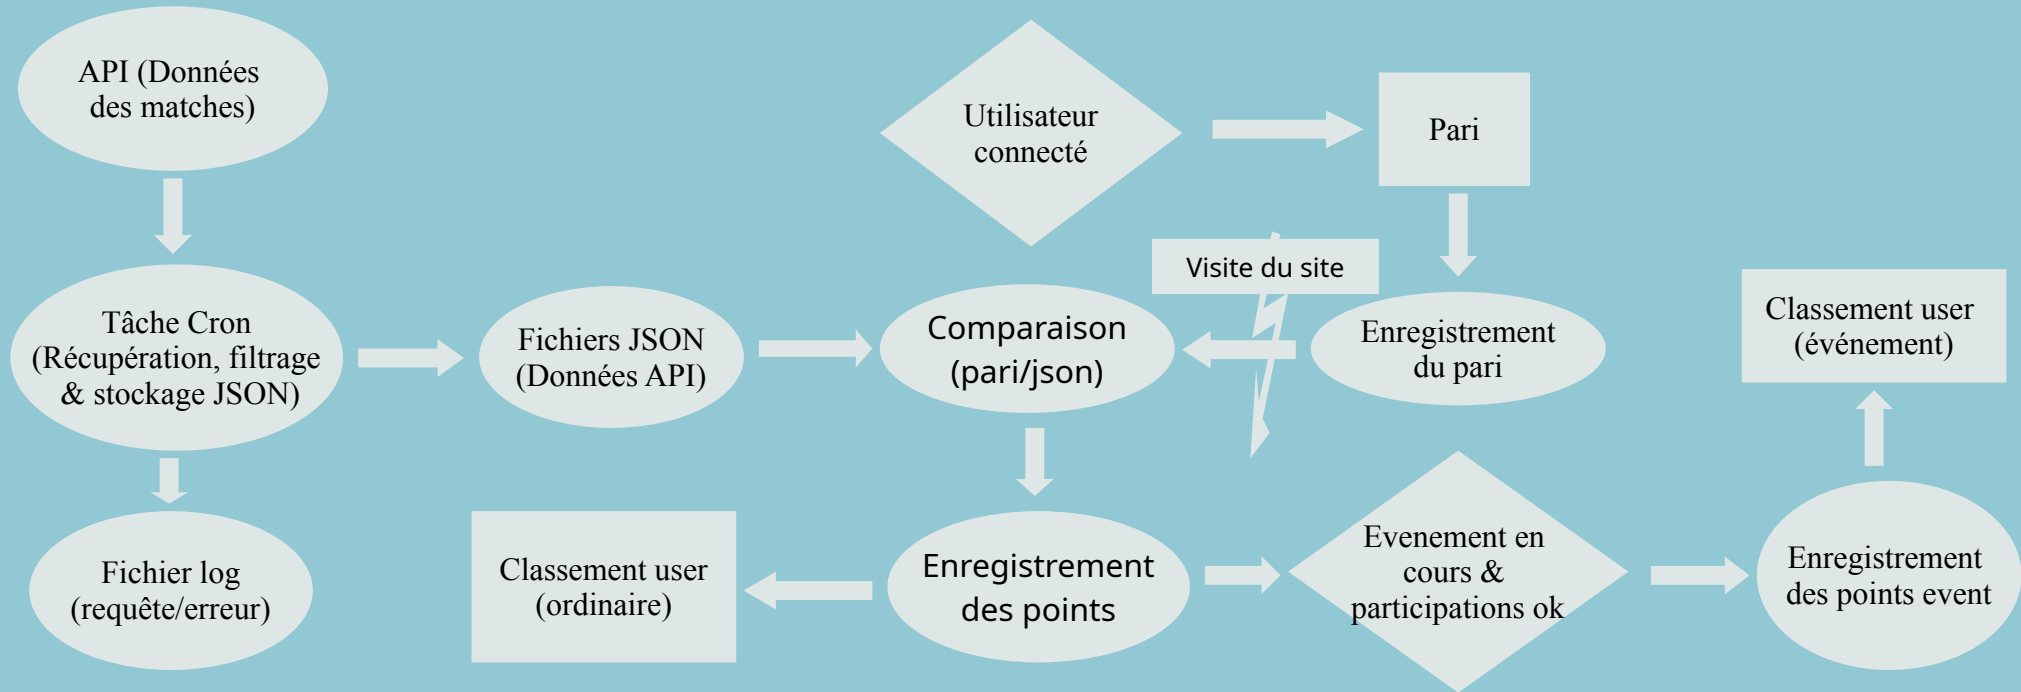 API (Données
des matches)
Utilisateur
connecté
Pari
Visite du site
Tâche Cron
(Récupération, filtrage
& stockage JSON)
Fichiers JSON
(Données API)
Comparaison
(pari/json)
Enregistrement
du pari
Classement user
(événement)
Fichier log
(requête/erreur)
Classement user
(ordinaire)
Enregistrement
des points
Evenement en
cours &
participations ok
Enregistrement
des points event